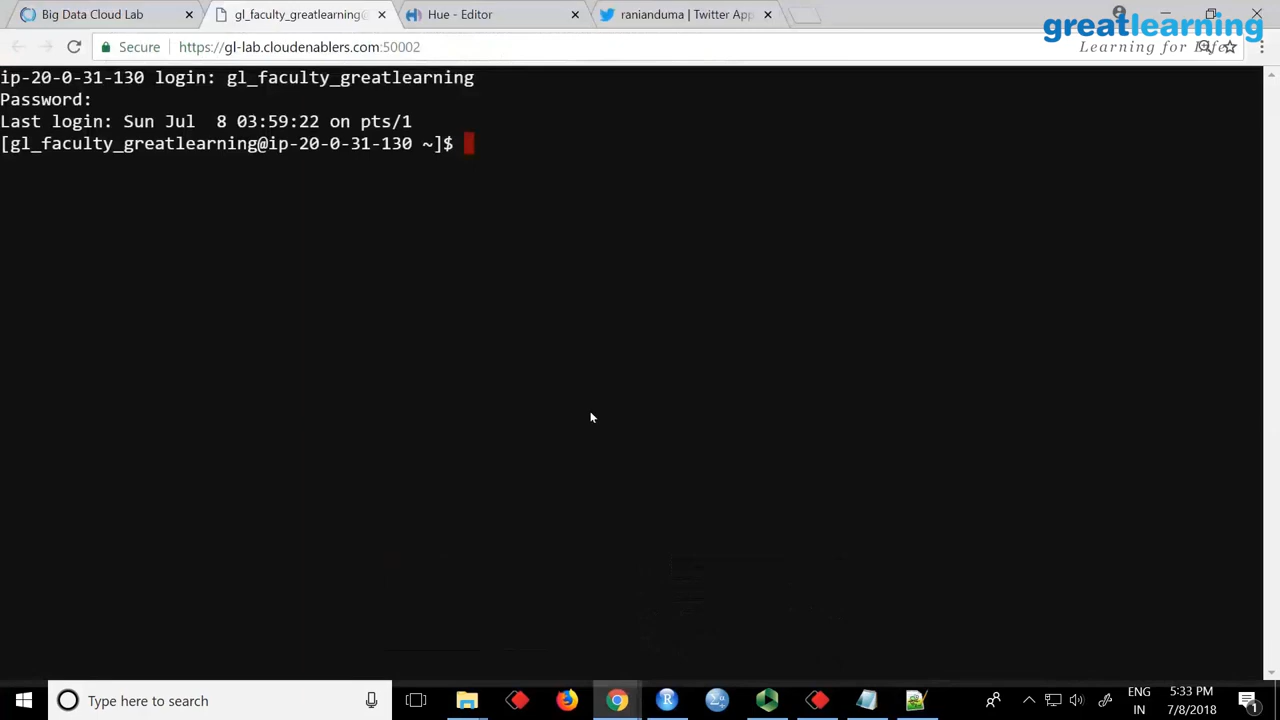 Big Data Cloud Lab
gl_faculty_greatlearning@
Hue - Editor
ranianduma | Twitter App
greatlearning
Learning for Life
Secure
https://gl-lab.cloudenablers.com:50002
ip-20-0-31-130 login: gl_faculty_greatlearning
Password:
Last login: Sun Jul  8 03:59:22 on pts/1
[gl_faculty_greatlearning@ip-20-0-31-130 ~]$
Type here to search
R
ENG
IN
5:33 PM
7/8/2018
1